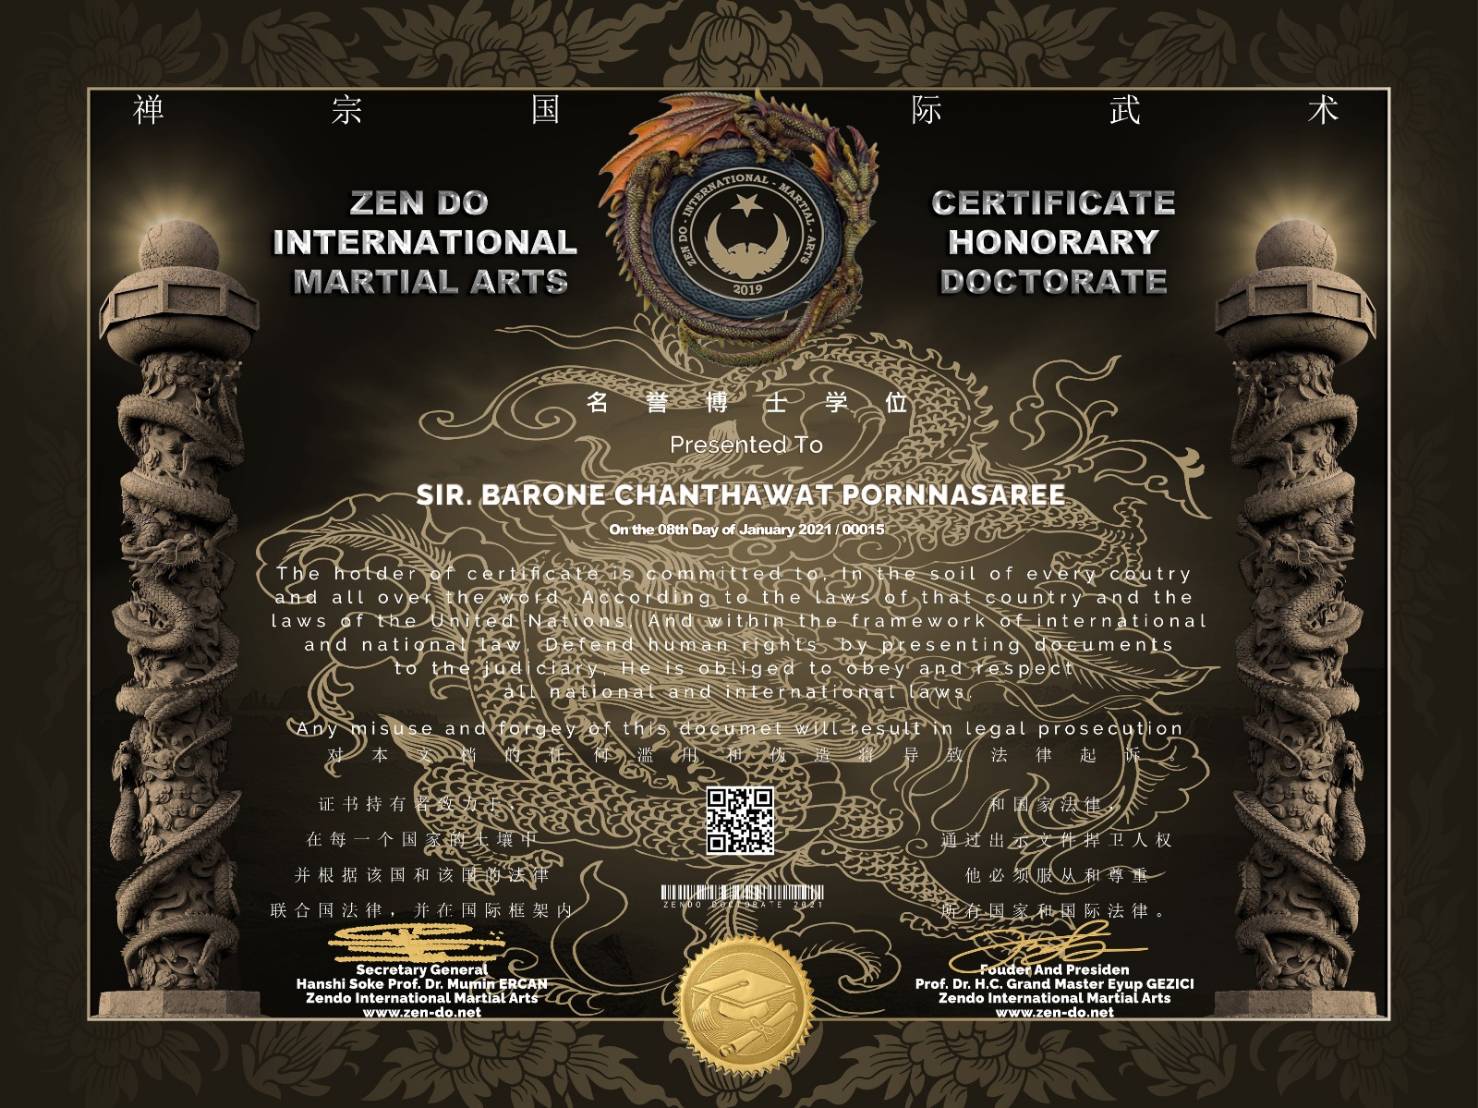 禅 宗 国 际 武 术
ZEN DO
INTERNATIONAL
MARTIAL ARTS
ZEN DO - INTERNATIONAL - MARTIAL - ARTS
2019
CERTIFICATE
HONORARY
DOCTORATE
名 誉 博 士 学 位
Presented To
SIR. BARONE CHANTHAWAT PORNNASAREE
On the 08th Day of January 2021 / 00015
The holder of certificate is committed to, In the soil of every coutry
and all over the word, According to the laws of that country and the
laws of the United Nations, And within the framework of international
and national law, Defend human rights, by presenting documents
to the judiciary, He is obliged to obey and respect
all national and international laws.
Any misuse and forgey of this documet will result in legal prosecution
对 本 文 档 的 任 何 滥 用 和 伪 造 将 导 致 法 律 起 诉 。
证书持有者致力于、
在每一个国家的土壤中
并根据该国和该国的法律
联合国法律，并在国际框架内
和国家法律、
通过出示文件捍卫人权
他必须服从和尊重
所存国家和国际法律。
ZENDO DOCTORATE 2021
Secretary General
Hanshi Soke Prof. Dr. Mumin ERCAN
Zendo International Martial Arts
www.zen-do.net
Fouder And Presiden
Prof. Dr. H.C. Grand Master Eyup GEZICI
Zendo International Martial Arts
www.zen-do.net